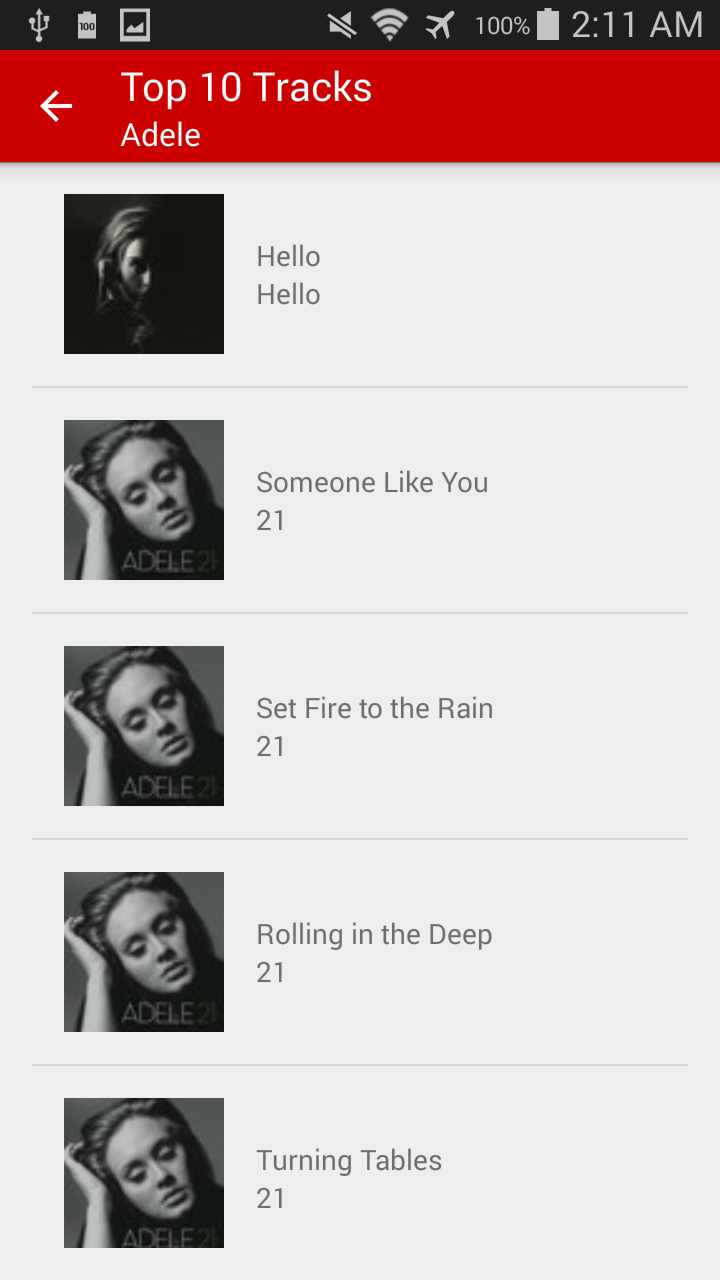 100
100%
2:11 AM
Top 10 Tracks
Adele
Hello
Hello
ADELE 21
Someone Like You
21
ADELE 21
Set Fire to the Rain
21
ADELE 21
Rolling in the Deep
21
ADELE 21
Turning Tables
21